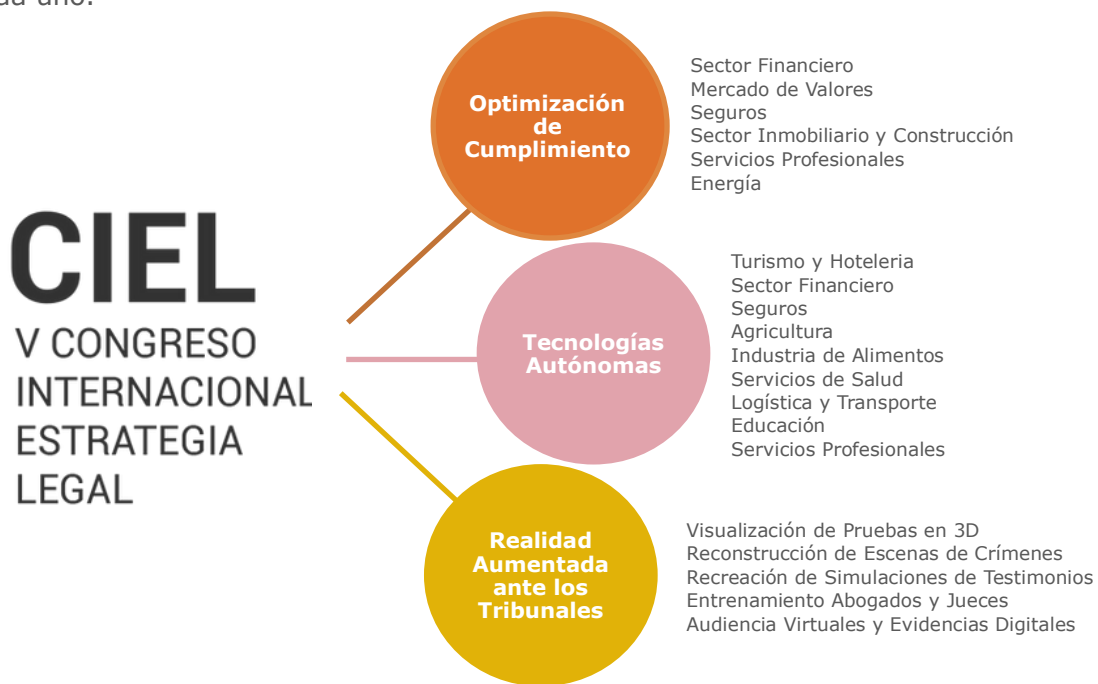 uno.
CIEL
V CONGRESO
INTERNACIONAL
ESTRATEGIA
LEGAL
Optimización
de
Cumplimiento
Sector Financiero
Mercado de Valores
Seguros
Sector Inmobiliario y Construcción
Servicios Profesionales
Energía
Tecnologías
Autónomas
Turismo y Hoteleria
Sector Financiero
Seguros
Agricultura
Industria de Alimentos
Servicios de Salud
Logística y Transporte
Educación
Servicios Profesionales
Realidad
Aumentada
ante los
Tribunales
Visualización de Pruebas en 3D
Reconstrucción de Escenas de Crímenes
Recreación de Simulaciones de Testimonios
Entrenamiento Abogados y Jueces
Audiencia Virtuales y Evidencias Digitales